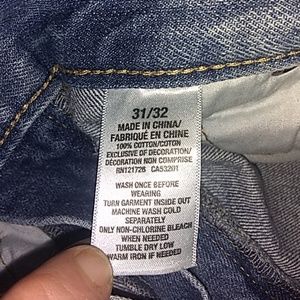 31/32
MADE IN CHINA/
FABRIQUÉ EN CHINE
100% COTTON/COTON
EXCLUSIVE OF DECORATION/
DÉCORATION NON COMPRISE
RN121726 CA53201
WASH ONCE BEFORE
WEARING
TURN GARMENT INSIDE OUT
MACHINE WASH COLD
SEPARATELY
ONLY NON-CHLORINE BLEACH
WHEN NEEDED
TUMBLE DRY LOW
WARM IRON IF NEEDED